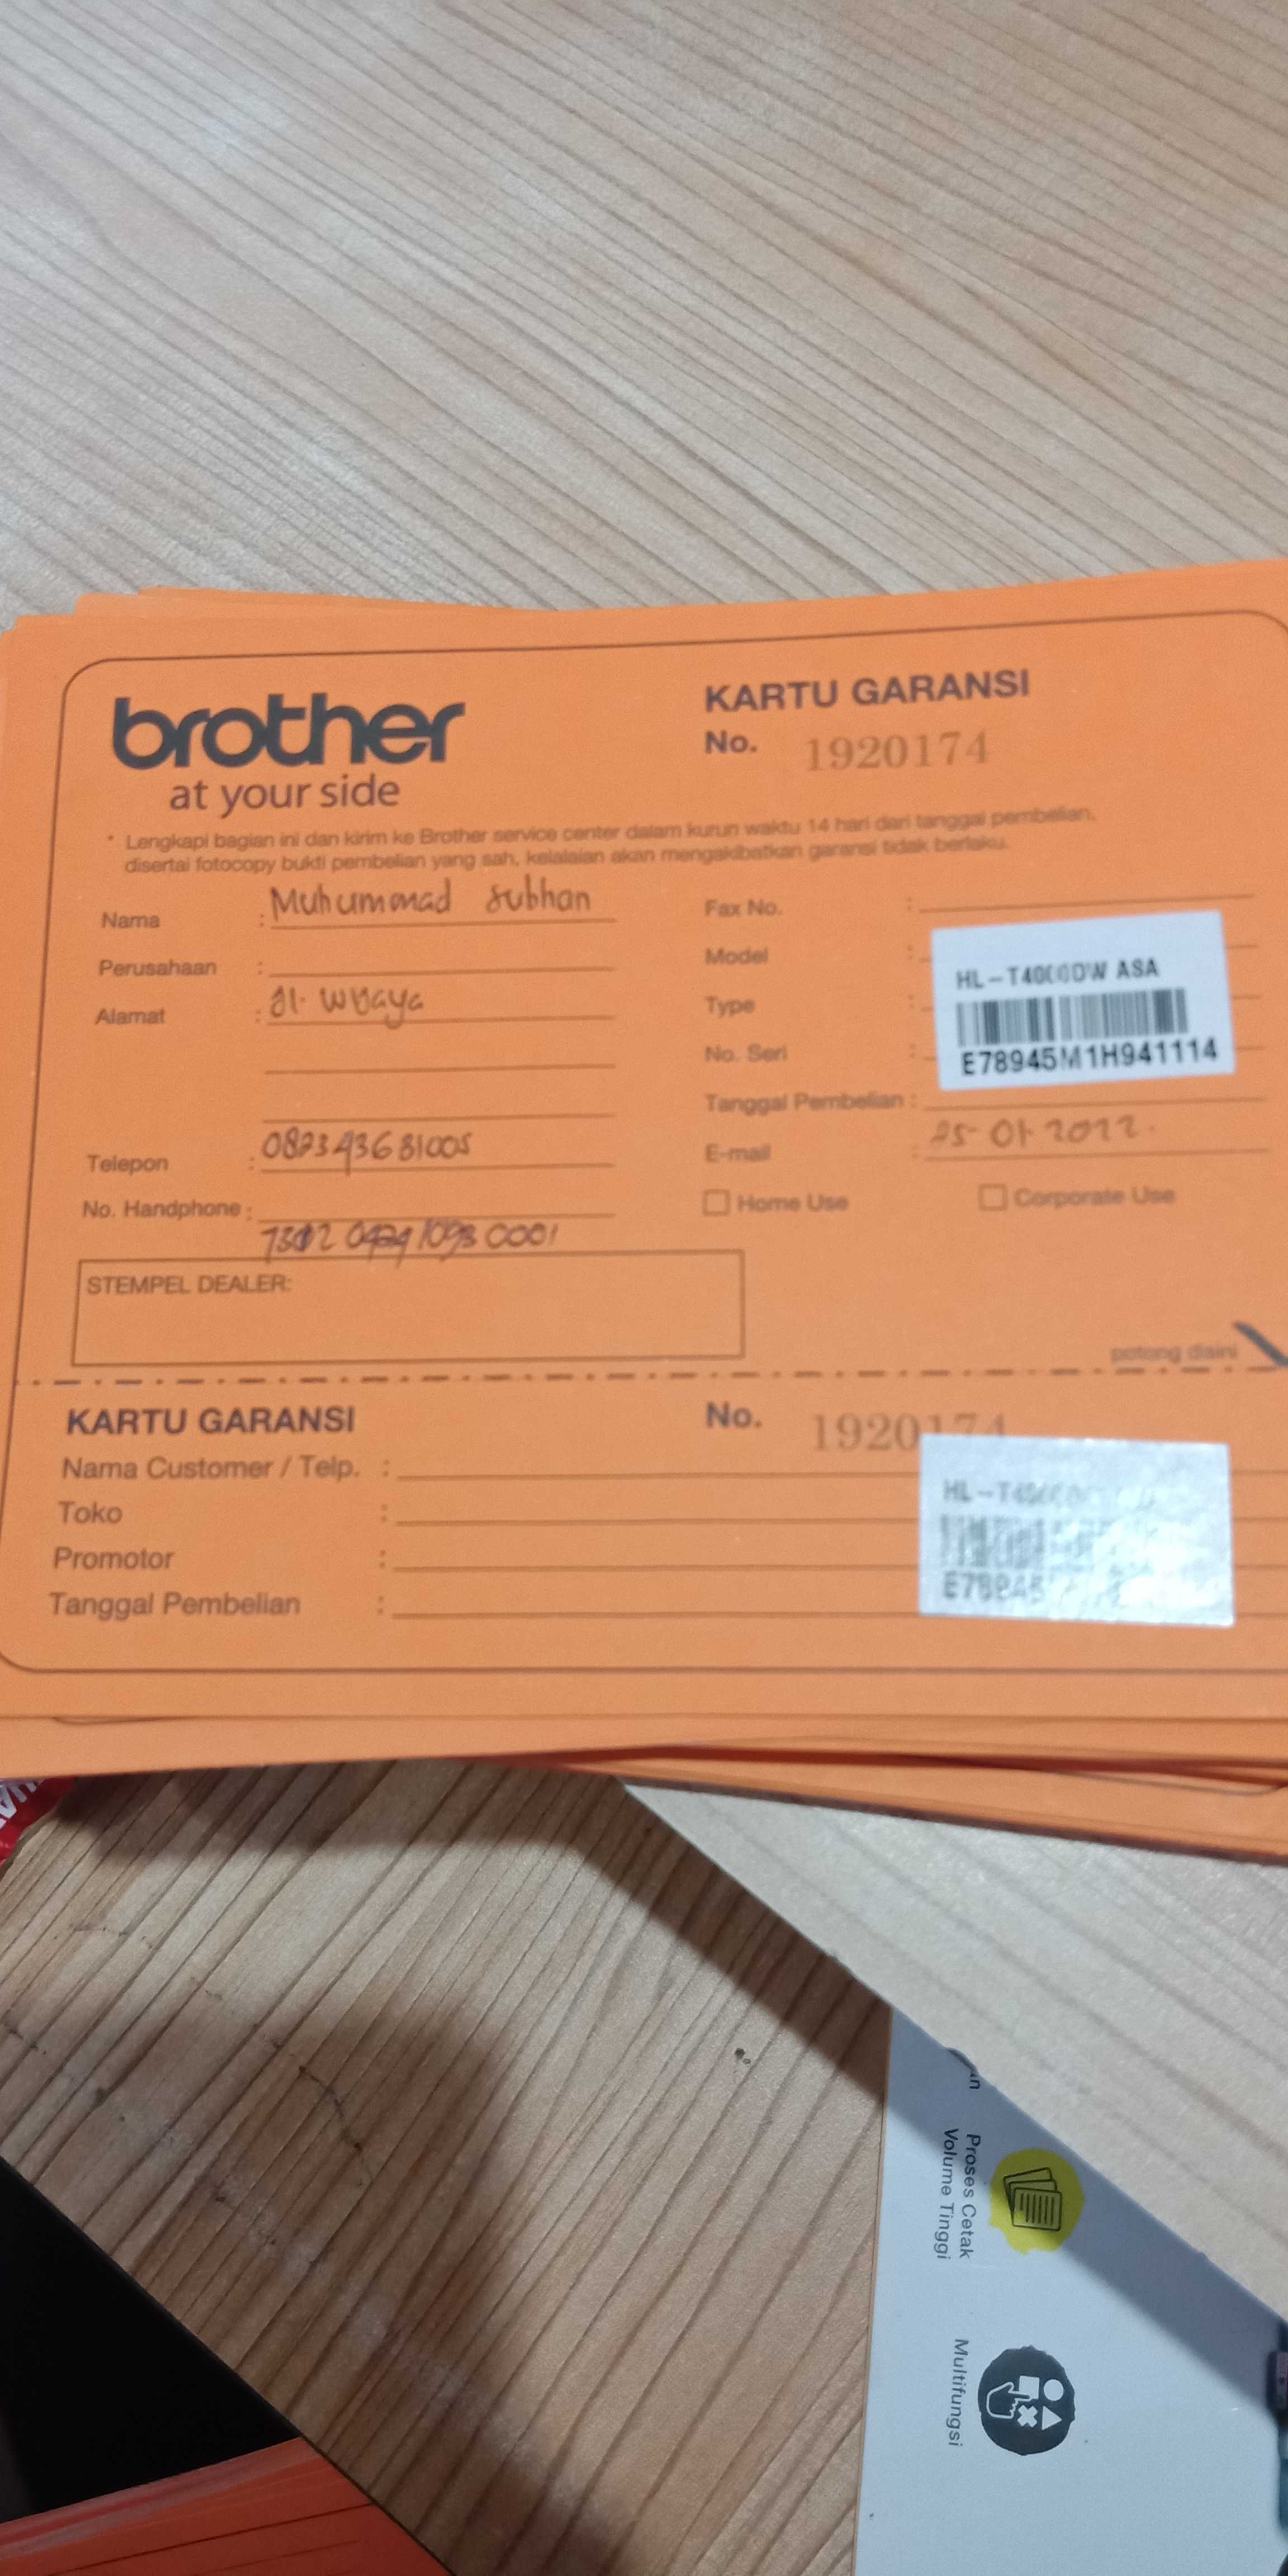 brother
at your side
KARTU GARANSI
No. 1920174
* Lengkapi bagian ini dan kirim ke Brother service center dalam kurun waktu 14 hari dari tanggal pembelian,
disertai fotocopy bukti pembelian yang sah, kelalaian akan mengakibatkan garansi tidak berlaku.
Nama : Muhummad Subhan
Perusahaan :
Alamat : Jl. Wijaya
Telepon : 082343681005
No. Handphone :
STEMPEL DEALER:
Fax No. :
Model :
Type
No. Seri :
HL-T4000DW ASA
E78945M1H941114
Tanggal Pembelian :
E-mail : 25-01-2022.
Home Use
Corporate Use
potong disini
KARTU GARANSI
No. 1920174
Nama Customer / Telp. :
Toko :
Promotor :
Tanggal Pembelian :
Proses Cetak
Volume Tinggi
Multifungsi